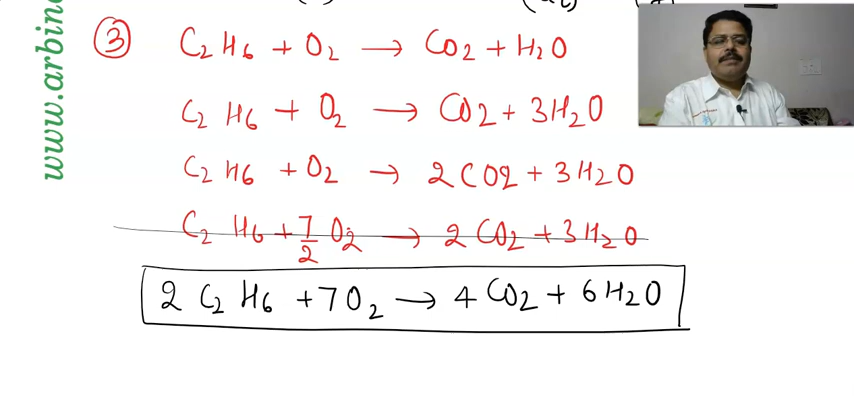 ③ C2H6 + O2 → CO2 + H2O
C2H6 + O2 → CO2 + 3H2O
C2H6 + O2 → 2CO2 + 3H2O
C2H6 + 7/2 O2 → 2CO2 + 3H2O
2C2H6 + 7O2 → 4CO2 + 6H2O
www.arbind